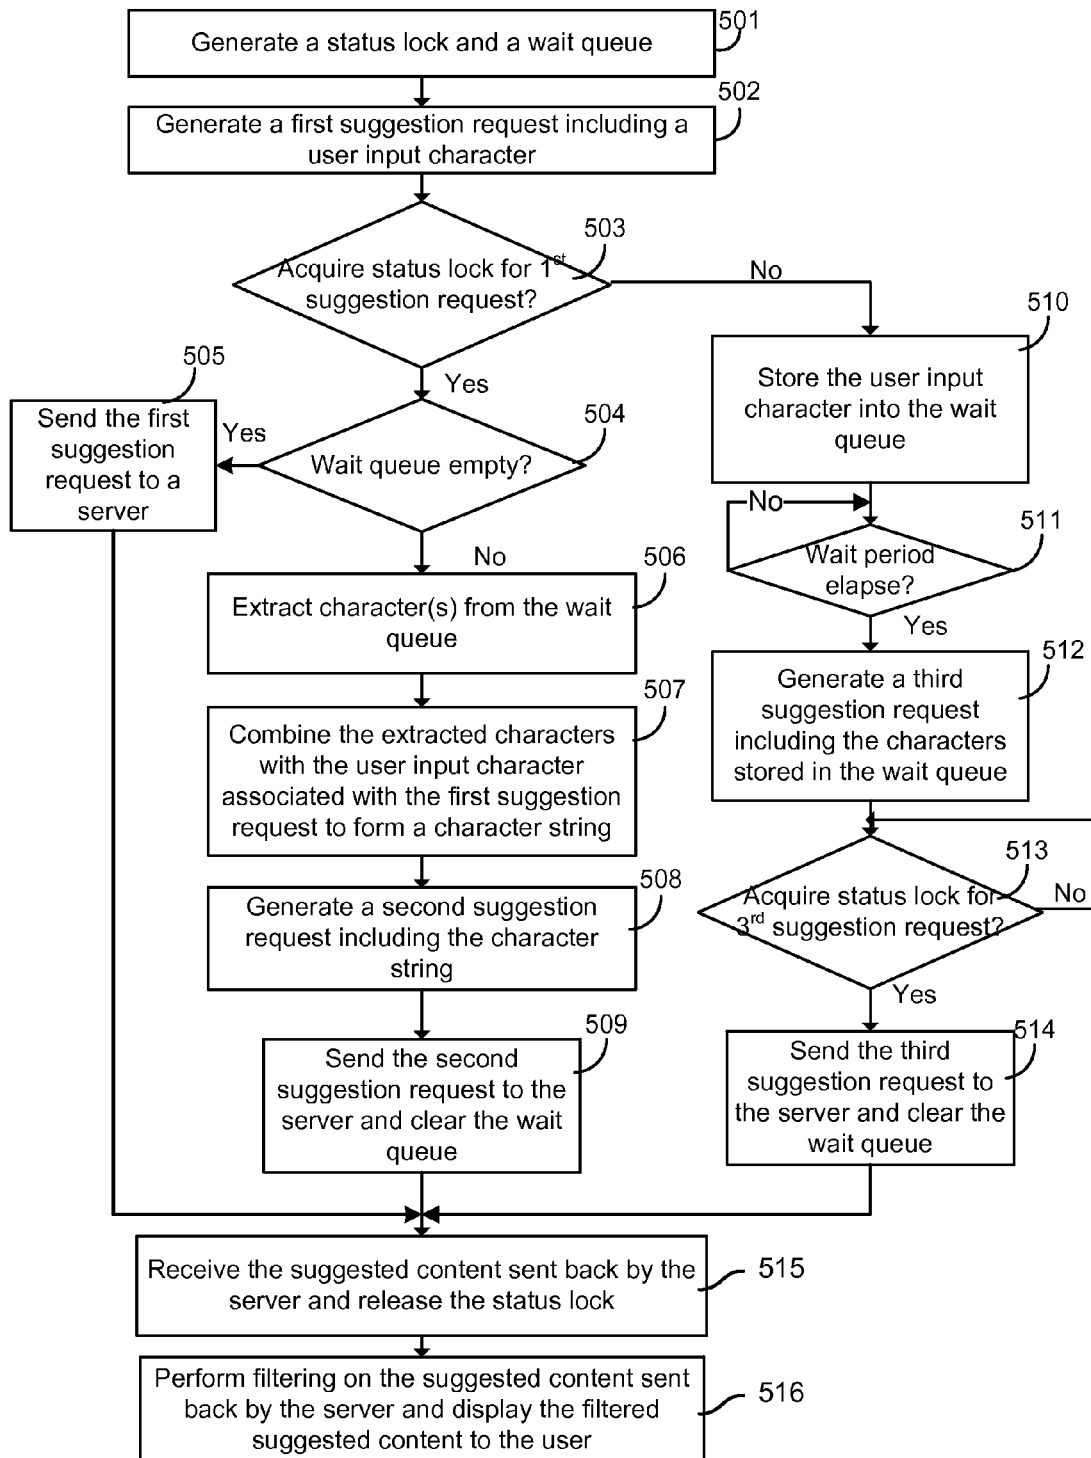 501
Generate a status lock and a wait queue
502
Generate a first suggestion request including a
user input character
503
Acquire status lock for 1st
suggestion request?
No
510
Store the user input
character into the wait
queue
505
Send the first
suggestion
request to a
server
Yes
Yes
504
Wait queue empty?
No
No
511
Wait period
elapse?
Yes
506
Extract character(s) from the wait
queue
512
Generate a third
suggestion request
including the characters
stored in the wait queue
507
Combine the extracted characters
with the user input character
associated with the first suggestion
request to form a character string
513
Acquire status lock for
3rd suggestion request?
No
Yes
508
Generate a second suggestion
request including the character
string
509
Send the second
suggestion request to the
server and clear the wait
queue
514
Send the third
suggestion request to
the server and clear the
wait queue
Receive the suggested content sent back by the
server and release the status lock
515
Perform filtering on the suggested content sent
back by the server and display the filtered
suggested content to the user
516